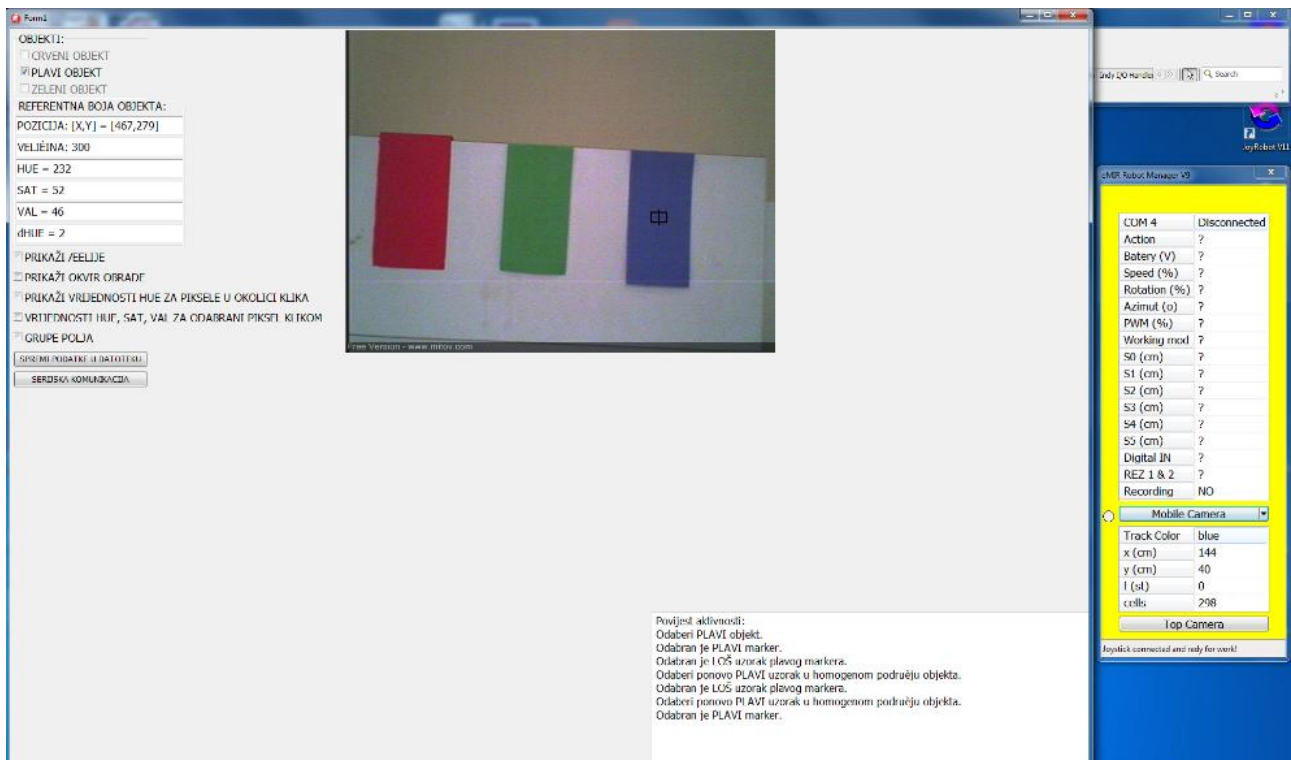 Form1
OBJEKTI:
CRVENI OBJEKT
PLAVI OBJEKT
ZELENI OBJEKT
REFERENTNA BOJA OBJEKTA:
POZICIJA: [X,Y] = [467,279]
VELIÈINA: 300
HUE = 232
SAT = 52
VAL = 46
dHUE = 2
PRIKAŽI
PRIKAŽI OKVIR OBRADE
PRIKAŽI VRIJEDNOSTI HUE ZA PIKSELE U OKOLICI KLIKA
VRIJEDNOSTI HUE, SAT, VAL ZA ODABRANI PIKSEL KLIKOM
GRUPE POLJA
SPREMI PODATKE U DATOTEKU
SERIJSKA KOMUNIKACIJA
Free Version - www.mitov.com
Povijest aktivnosti:
Odaberi PLAVI objekt.
Odabran je PLAVI marker.
Odabran je LOŠ uzorak plavog markera.
Odaberi ponovo PLAVI uzorak u homogenom podruèju objekta.
Odabran je LOŠ uzorak plavog markera.
Odaberi ponovo PLAVI uzorak u homogenom podruèju objekta.
Odabran je PLAVI marker.
Indy I/O Handler
Search
JoyRobot V11
eMIR Robot Manager V9
COM 4 Disconnected
Action ?
Batery (V) ?
Speed (%) ?
Rotation (%) ?
Azimut (o) ?
PWM (%) ?
Working mod ?
S0 (cm) ?
S1 (cm) ?
S2 (cm) ?
S3 (cm) ?
S4 (cm) ?
S5 (cm) ?
Digital IN ?
REZ 1 & 2 ?
Recording NO
Mobile Camera
Track Color blue
x (cm) 144
y (cm) 40
(st) 0
cells 298
Top Camera
Joystick connected and redy for work!